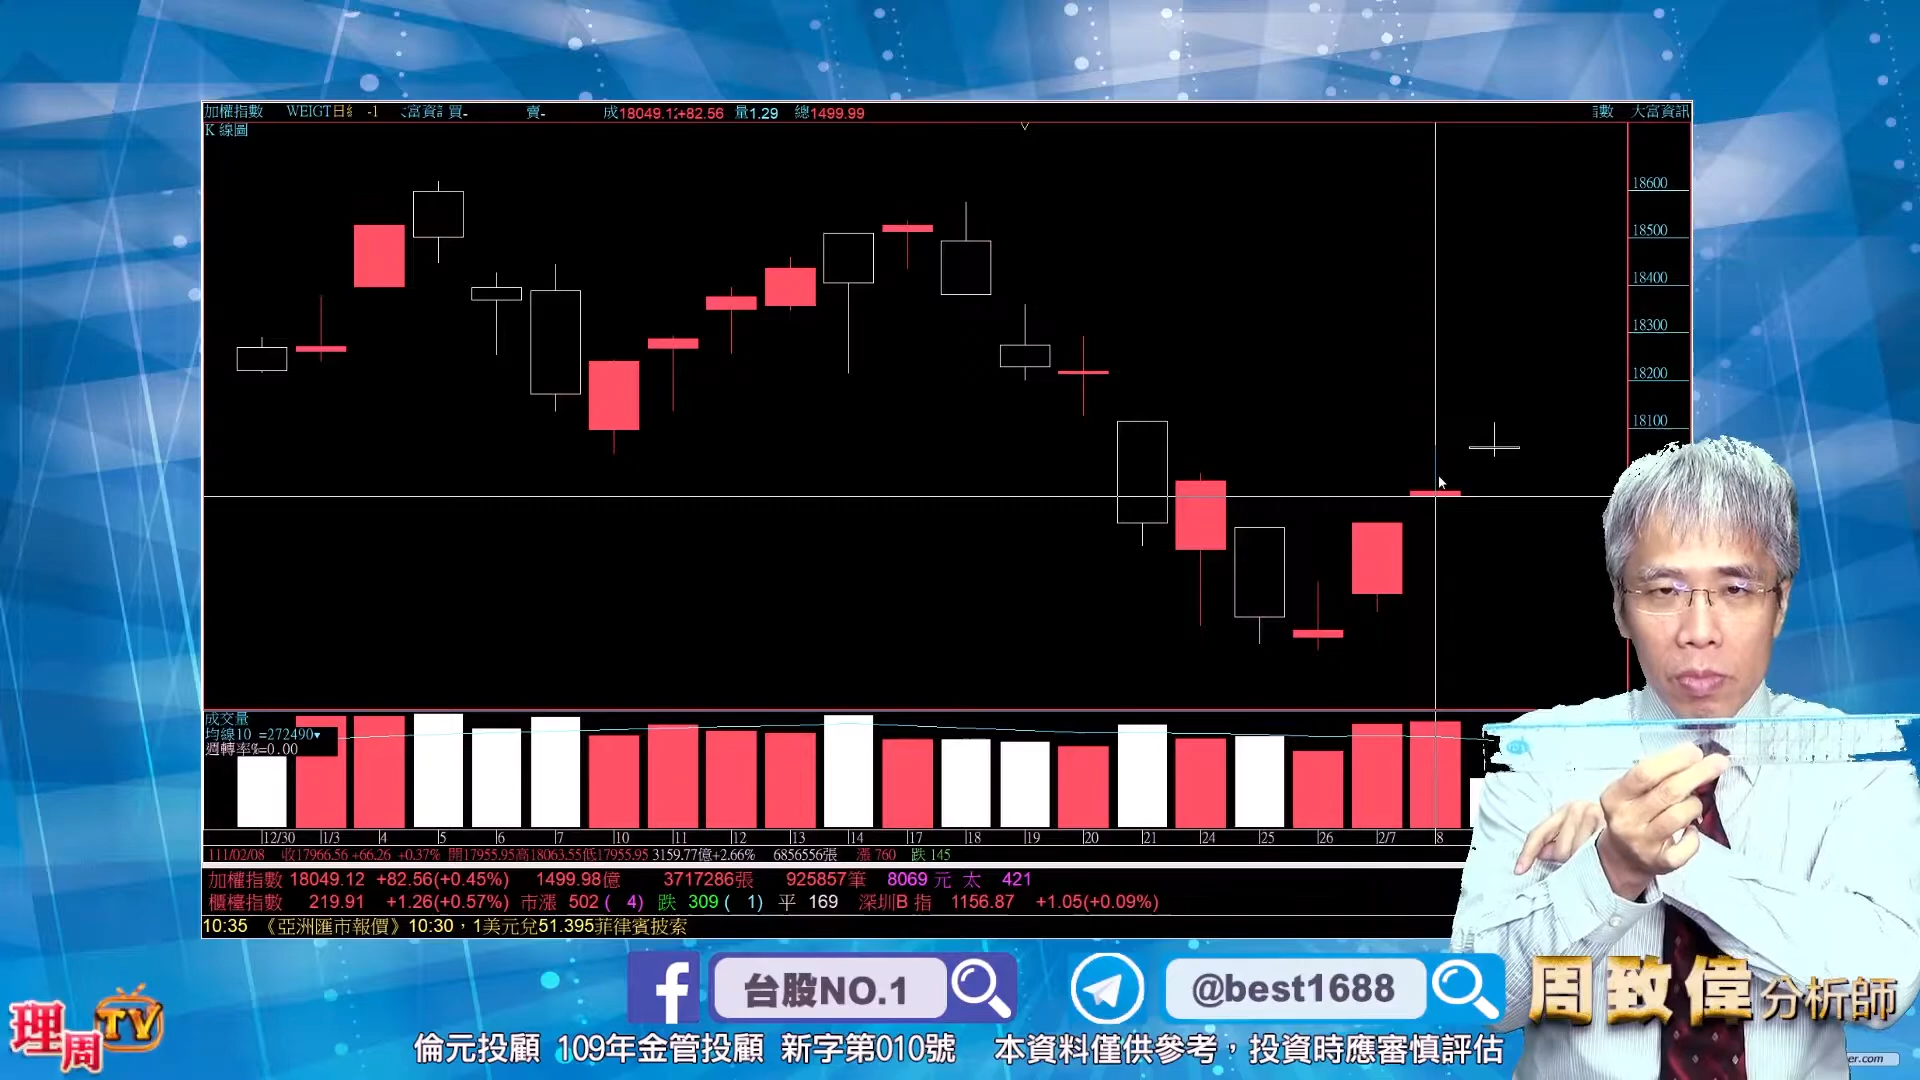 加權指數 WEIGT日 -1 富資 買- 賣- 成18049.12+82.56 量1.29 總1499.99 數 大富資訊
K 線圖
18600
18500
18400
18300
18200
18100
成交量
均線10 =272490▾
週轉率%=0.00
12/30 1/3 4 5 6 7 10 11 12 13 14 17 18 19 20 21 24 25 26 2/7 8
111/02/08 收17966.56 +66.26 +0.37% 開17955.95高18063.55低17955.95 3159.77億+2.66% 6856556張 漲 760 跌 145
加權指數 18049.12 +82.56(+0.45%) 1499.98億 3717286張 925857筆 8069 元 太 421
櫃檯指數 219.91 +1.26(+0.57%) 市漲 502 ( 4) 跌 309 ( 1) 平 169 深圳B 指 1156.87 +1.05(+0.09%)
10:35 《亞洲匯市報價》10:30，1美元兌51.395菲律賓披索
台股NO.1
@best1688
周致偉 分析師
理周TV
倫元投顧 109年金管投顧 新字第010號 本資料僅供參考，投資時應審慎評估
er.com